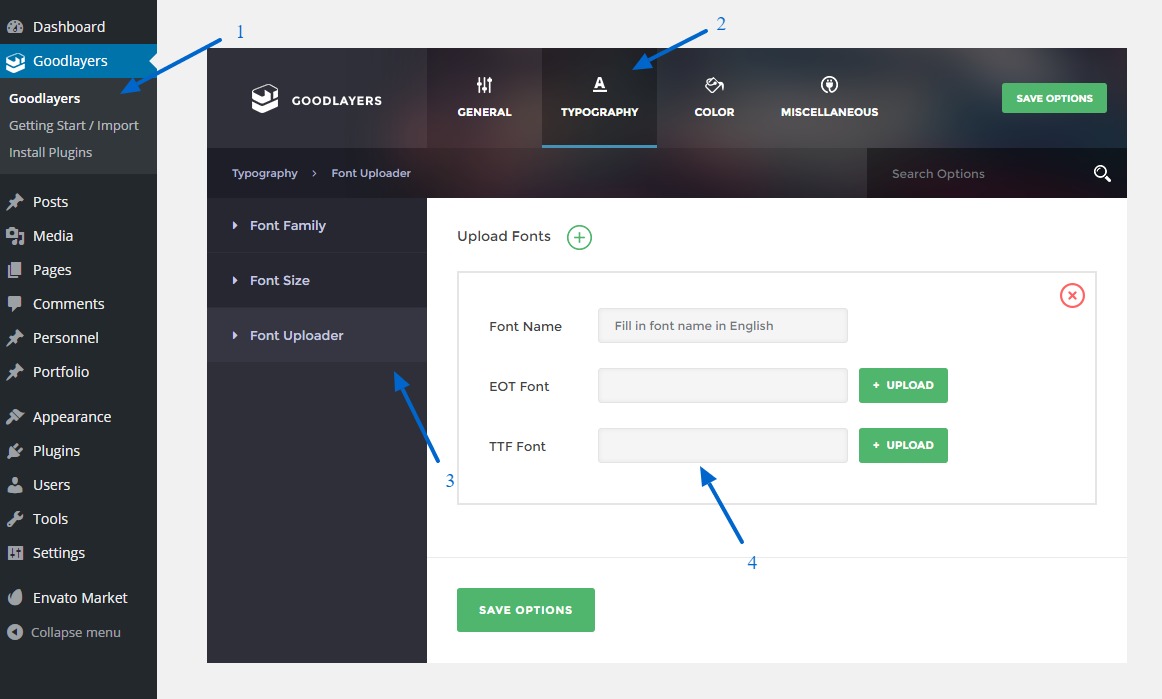 Dashboard
Goodlayers
Goodlayers
Getting Start / Import
Install Plugins
Posts
Media
Pages
Comments
Personnel
Portfolio
Appearance
Plugins
Users
Tools
Settings
Envato Market
Collapse menu
1
2
GOODLAYERS
GENERAL
TYPOGRAPHY
COLOR
MISCELLANEOUS
SAVE OPTIONS
Typography > Font Uploader
Search Options
Font Family
Font Size
Font Uploader
3
Upload Fonts
Font Name Fill in font name in English
EOT Font + UPLOAD
TTF Font + UPLOAD
4
SAVE OPTIONS